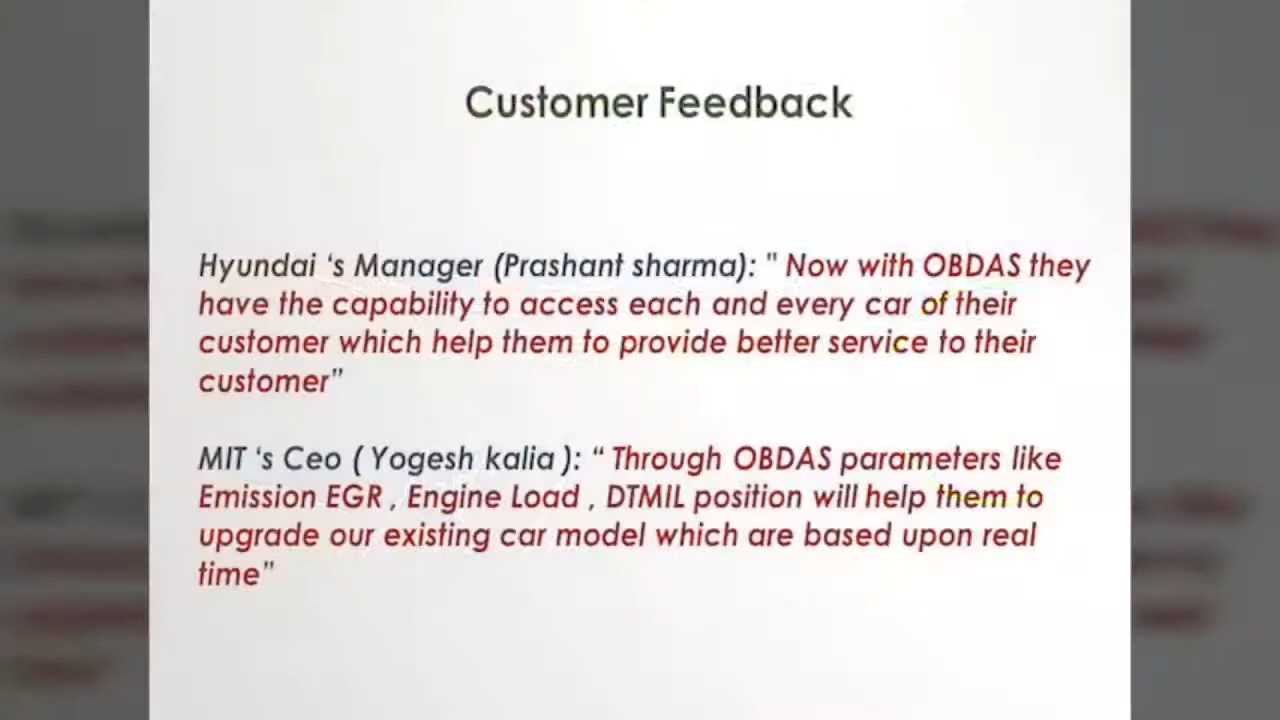 Customer Feedback
Hyundai ‘s Manager (Prashant sharma): " Now with OBDAS they
have the capability to access each and every car of their
customer which help them to provide better service to their
customer"
MIT ‘s Ceo ( Yogesh kalia ): “ Through OBDAS parameters like
Emission EGR , Engine Load , DTMIL position will help them to
upgrade our existing car model which are based upon real
time"